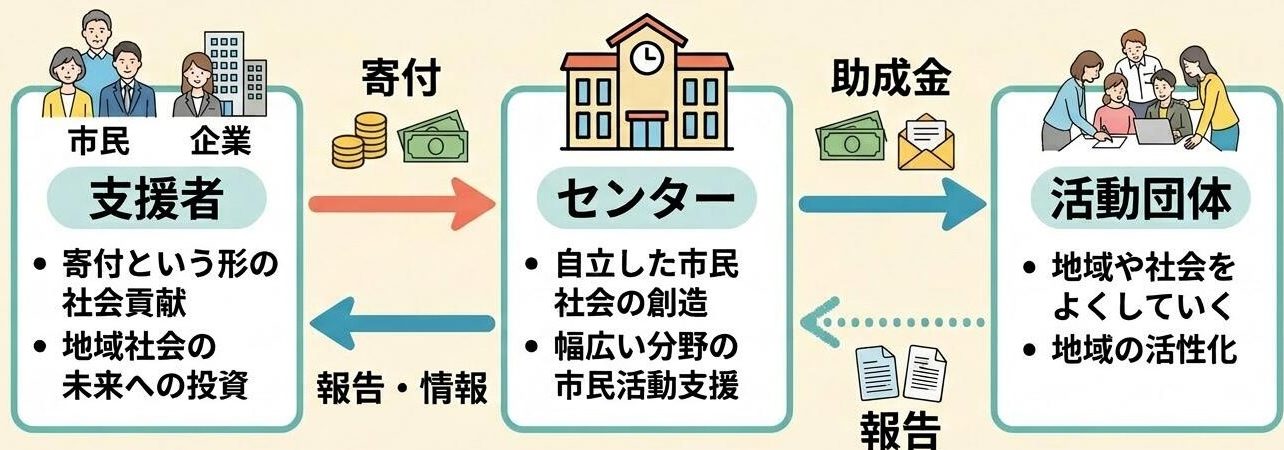 市民
企業
支援者
• 寄付という形の
社会貢献
• 地域社会の
未来への投資
寄付
報告・情報
センター
• 自立した市民
社会の創造
• 幅広い分野の
市民活動支援
助成金
報告
活動団体
• 地域や社会を
よくしていく
• 地域の活性化